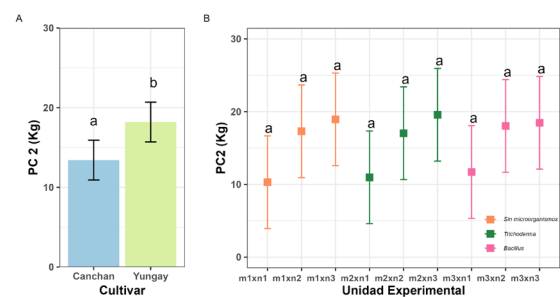 A
PC 2 (Kg)
30
20
10
0
a
b
Canchan
Yungay
Cultivar
B
PC2 (Kg)
30
20
10
0
a
a
a
a
a
a
a
a
a
Sin microorganismos
Trichoderma
Bacillus
m1xn1 m1xn2 m1xn3 m2xn1 m2xn2 m2xn3 m3xn1 m3xn2 m3xn3
Unidad Experimental